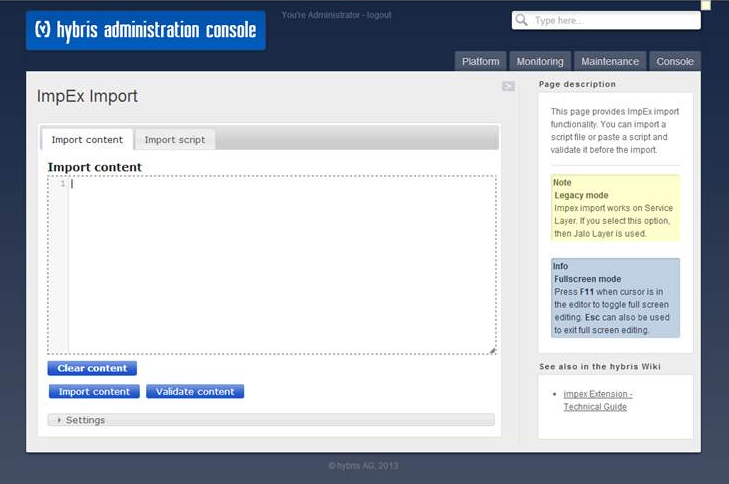 (y) hybris administration console
You're Administrator - logout
Type here...
Platform
Monitoring
Maintenance
Console
ImpEx Import
>
Import content
Import script
Import content
1
Clear content
Import content
Validate content
Settings
Page description
This page provides ImpEx import
functionality. You can import a
script file or paste a script and
validate it before the import.
Note
Legacy mode
Impex import works on Service
Layer. If you select this option,
then Jalo Layer is used.
Info
Fullscreen mode
Press F11 when cursor is in
the editor to toggle full screen
editing. Esc can also be used
to exit full screen editing.
See also in the hybris Wiki
• impex Extension -
Technical Guide
© hybris AG, 2013